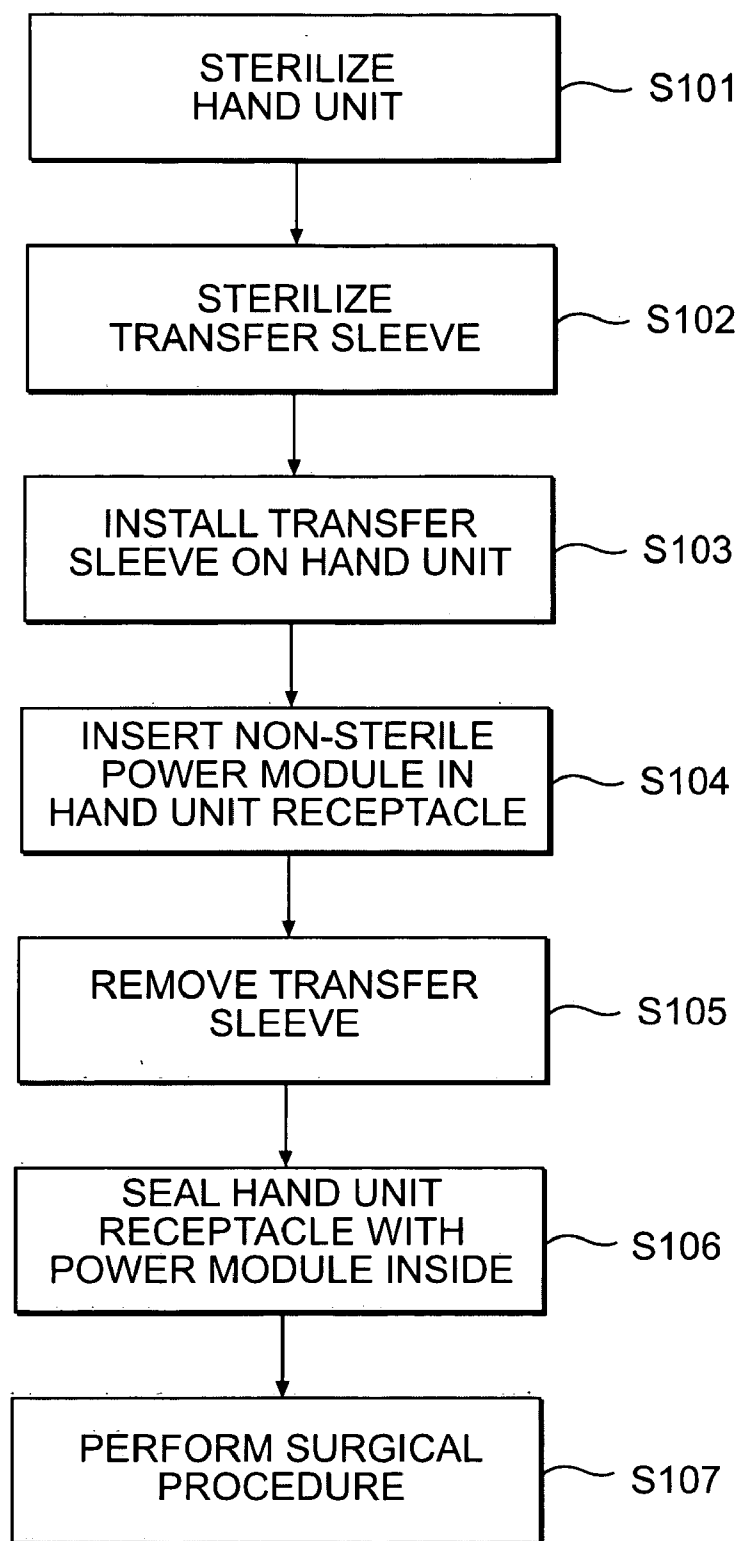 STERILIZE
HAND UNIT
S101
STERILIZE
TRANSFER SLEEVE
S102
INSTALL TRANSFER
SLEEVE ON HAND UNIT
S103
INSERT NON-STERILE
POWER MODULE IN
HAND UNIT RECEPTACLE
S104
REMOVE TRANSFER
SLEEVE
S105
SEAL HAND UNIT
RECEPTACLE WITH
POWER MODULE INSIDE
S106
PERFORM SURGICAL
PROCEDURE
S107